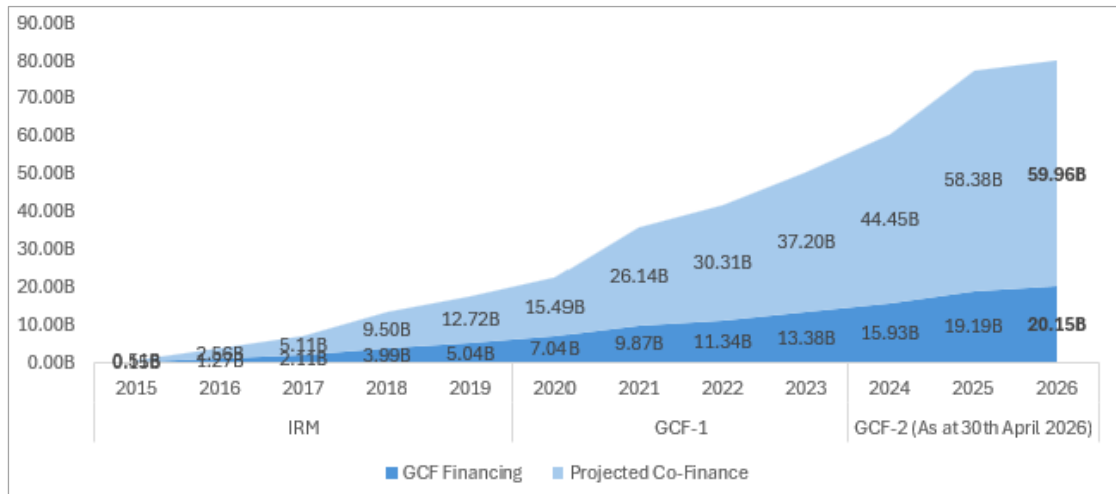 90.00B
80.00B
70.00B
60.00B
50.00B
40.00B
30.00B
20.00B
10.00B
0.00B
2.66B 5.11B 9.50B 12.72B 15.49B 26.14B 30.31B 37.20B 44.45B 58.38B 59.96B
1.27B 2.11B 3.99B 5.04B 7.04B 9.87B 11.34B 13.38B 15.93B 19.19B 20.15B
2015 2016 2017 2018 2019 2020 2021 2022 2023 2024 2025 2026
IRM GCF-1 GCF-2 (As at 30th April 2026)
GCF Financing Projected Co-Finance